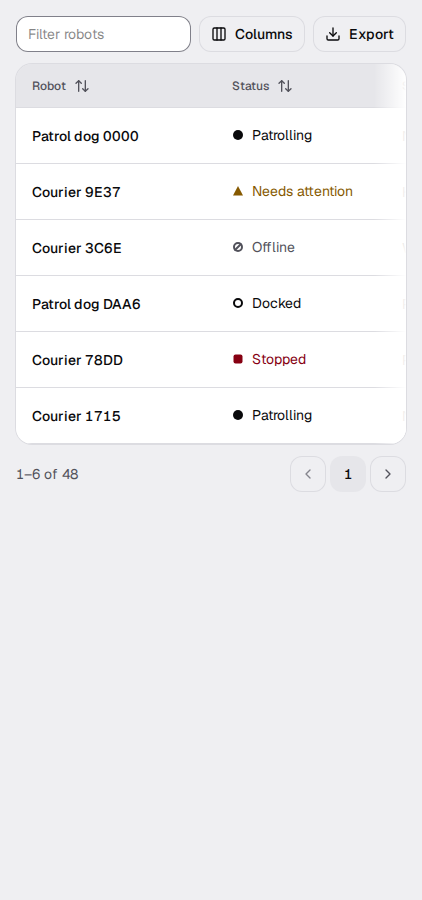 Filter robots Columns Export
Robot Status
Patrol dog 0000 Patrolling
Courier 9E37 Needs attention
Courier 3C6E Offline
Patrol dog DAA6 Docked
Courier 78DD Stopped
Courier 1715 Patrolling
1–6 of 48 1